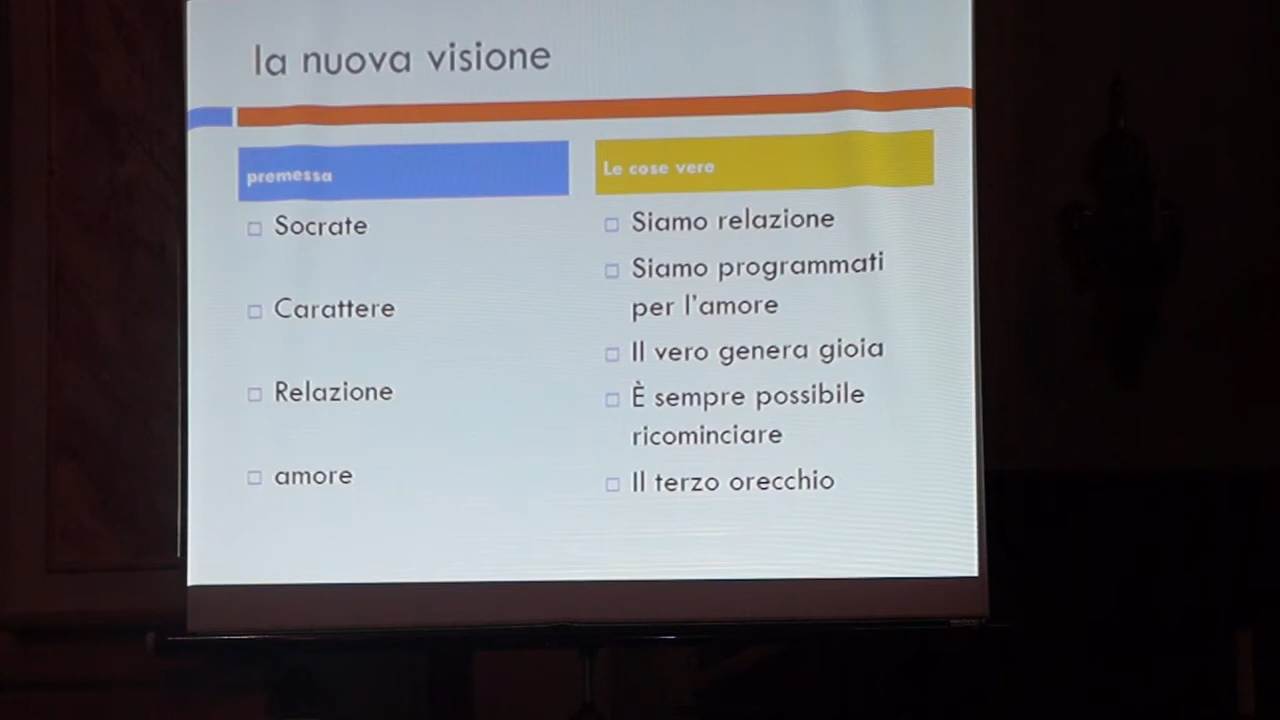 la nuova visione
premessa
Socrate
Carattere
Relazione
amore
Le cose vere
Siamo relazione
Siamo programmati
per l'amore
Il vero genera gioia
È sempre possibile
ricominciare
Il terzo orecchio